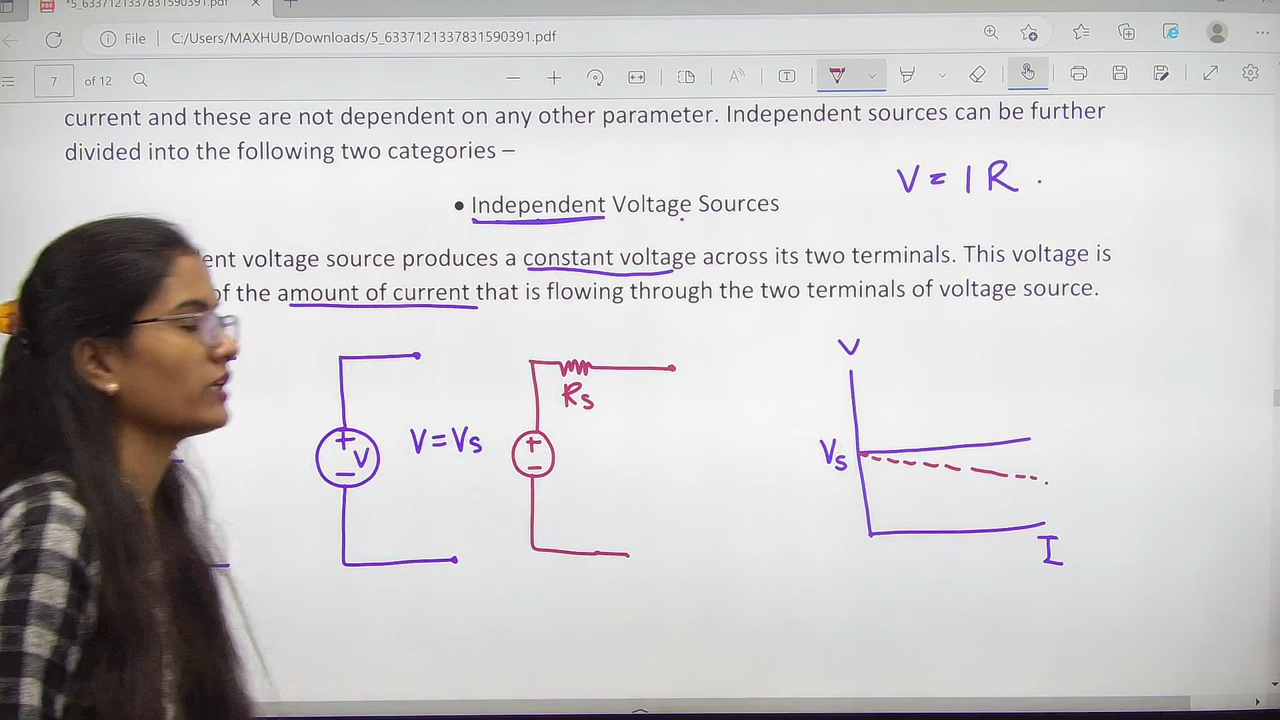 *5_6337121337831590391.pdf
File | C:/Users/MAXHUB/Downloads/5_6337121337831590391.pdf
7 of 12
current and these are not dependent on any other parameter. Independent sources can be further
divided into the following two categories –
V = I R .
• Independent Voltage Sources
ent voltage source produces a constant voltage across its two terminals. This voltage is
of the amount of current that is flowing through the two terminals of voltage source.
V
Rs
+ V –
V = Vs
+ –
Vs
I